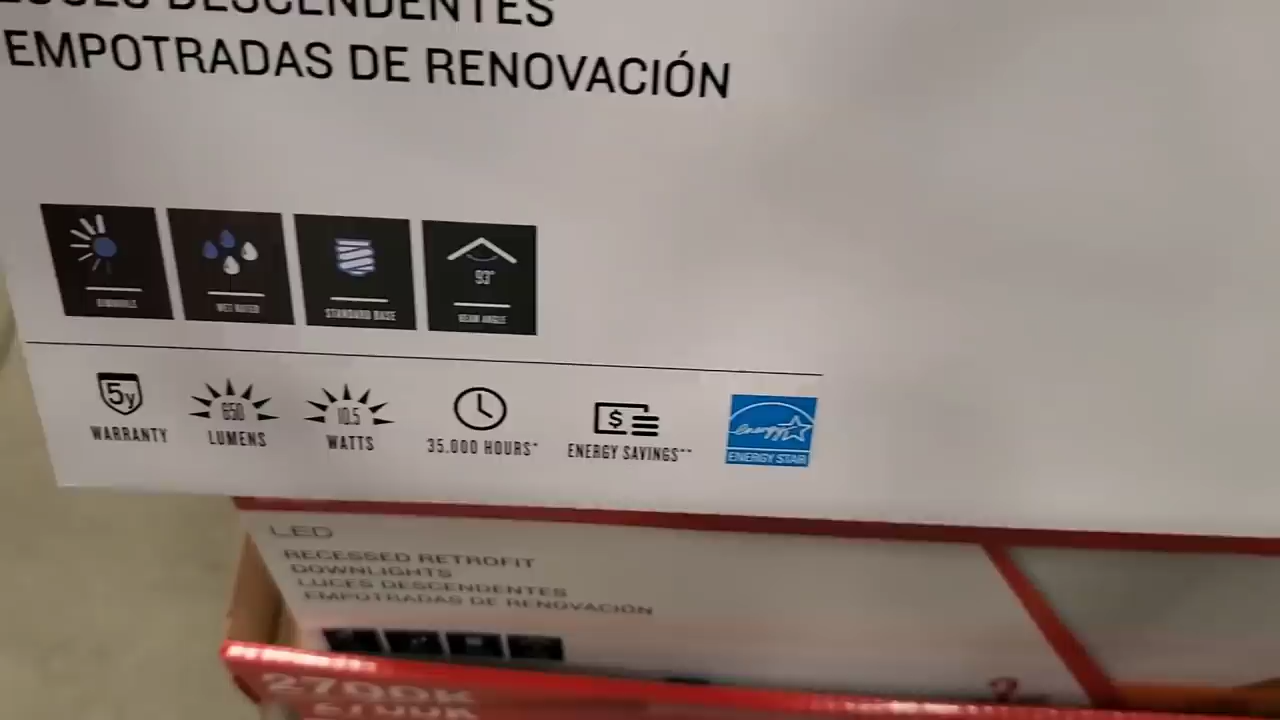 LUCES DESCENDENTES
EMPOTRADAS DE RENOVACIÓN
DIMMABLE
WET RATED
STANDARD BASE
93°
BEAM ANGLE
5y
WARRANTY
650
LUMENS
10.5
WATTS
35.000 HOURS*
$
ENERGY SAVINGS**
energy
ENERGY STAR
LED
RECESSED RETROFIT
DOWNLIGHTS
LUCES DESCENDENTES
EMPOTRADAS DE RENOVACIÓN
2700K